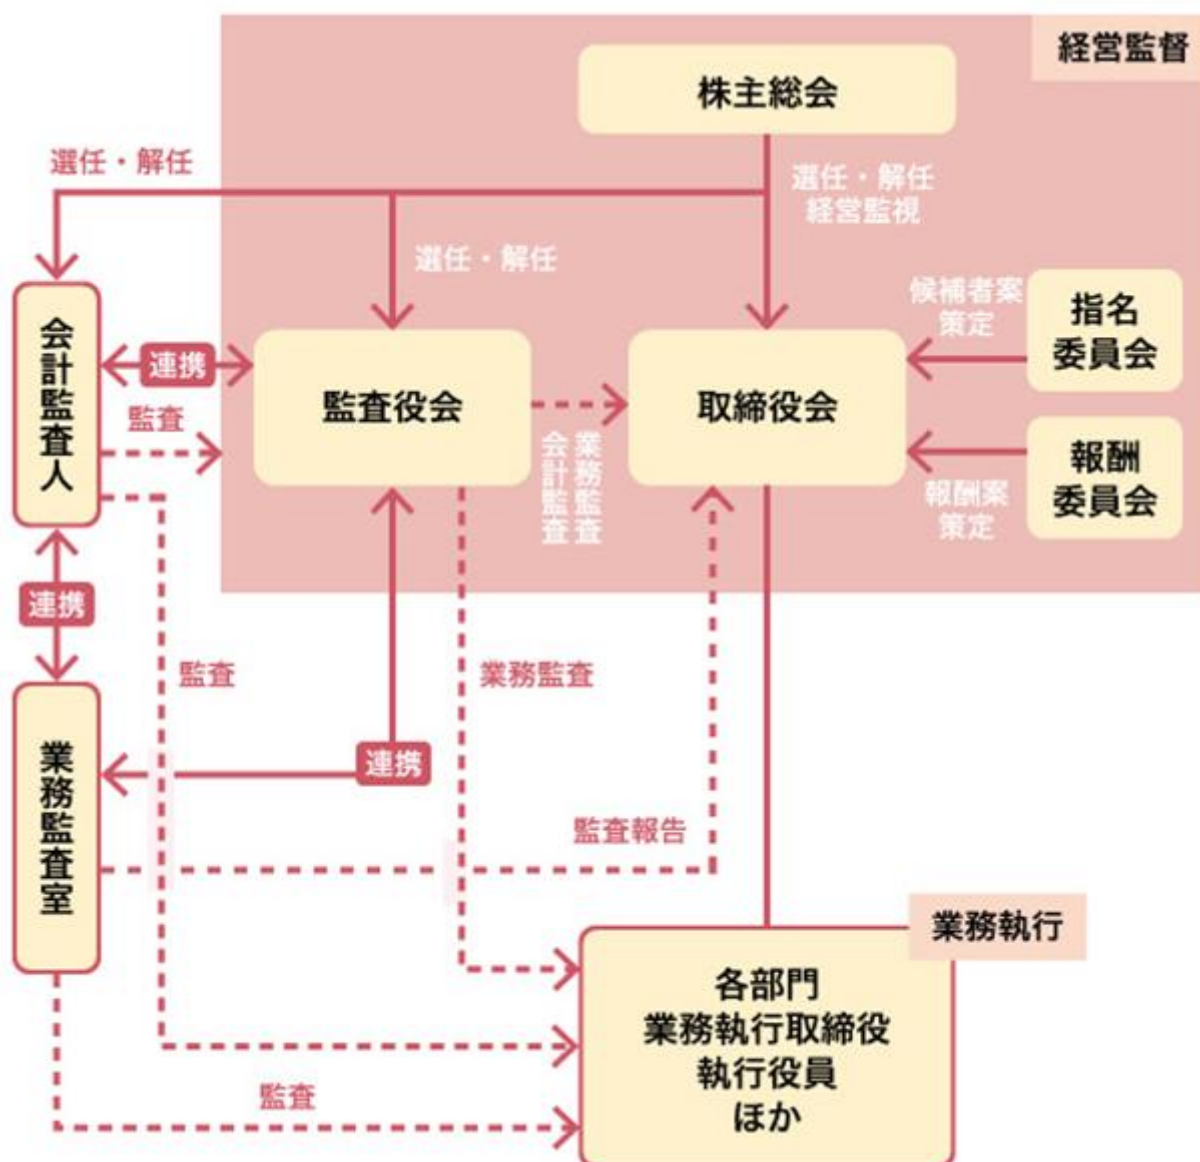 経営監督
株主総会
選任・解任
選任・解任
経営監視
選任・解任
候補者案
策定
指名
委員会
会計監査人
連携
監査役会
取締役会
監査
業務監査
会計監査
報酬
委員会
報酬案
策定
連携
監査
業務監査
業務監査室
連携
監査報告
業務執行
各部門
業務執行取締役
執行役員
ほか
監査